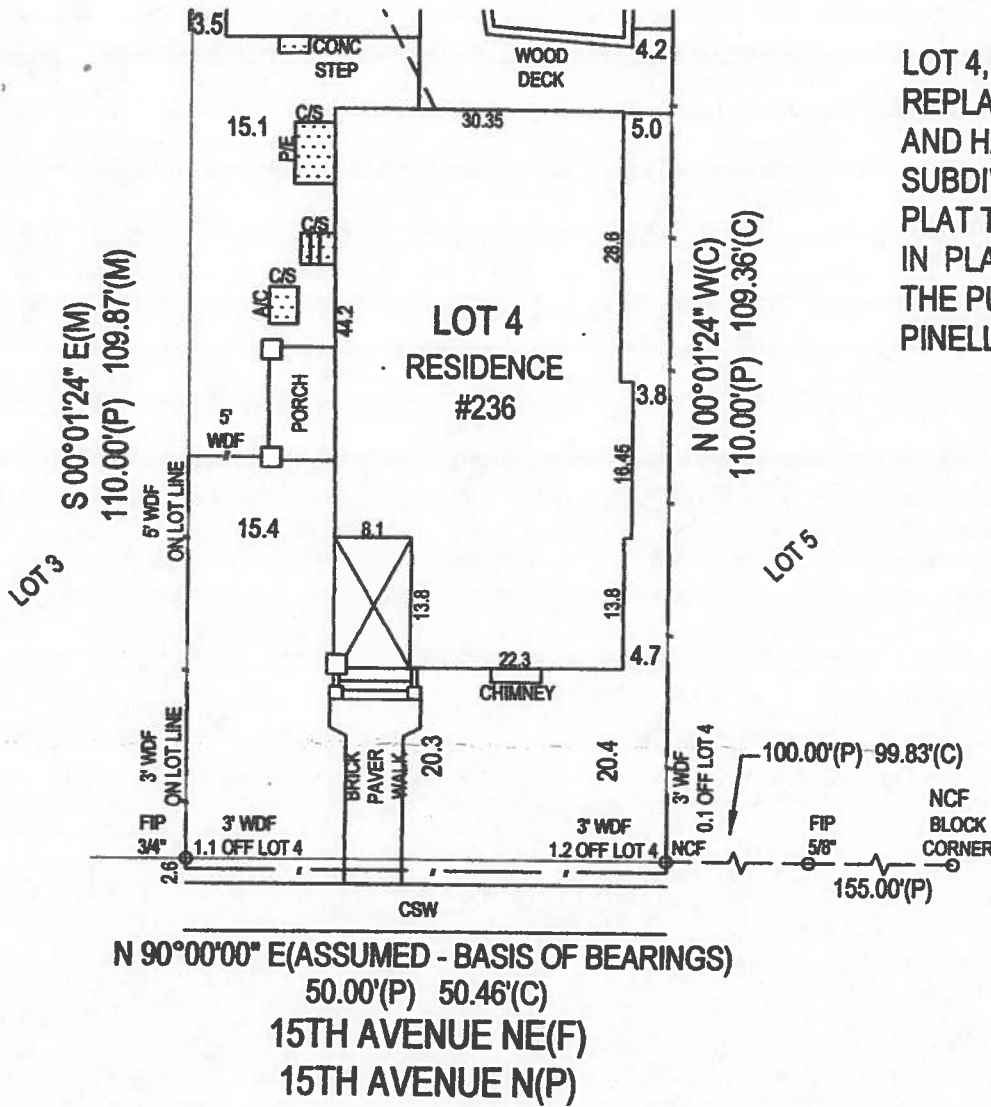 3.5
CONC
STEP
WOOD
DECK
4.2
LOT 4,
REPLA
AND HA
SUBDIV
PLAT T
IN PLA
THE PU
PINELL
15.1
C/S
P/E
30.35
5.0
C/S
C/S
A/C
44.2
28.6
S 00°01'24" E(M)
110.00'(P) 109.87'(M)
N 00°01'24" W(C)
110.00'(P) 109.36'(C)
LOT 4
RESIDENCE
#236
PORCH
3.8
5'
WDF
16.45
5' WDF
ON LOT LINE
15.4
8.1
LOT 3
LOT 5
13.8
13.8
22.3
4.7
CHIMNEY
3' WDF
ON LOT LINE
BRICK
PAVER
WALK
20.3
20.4
3' WDF
0.1 OFF LOT 4
100.00'(P) 99.83'(C)
FIP
3/4"
3' WDF
1.1 OFF LOT 4
3' WDF
1.2 OFF LOT 4
NCF
FIP
5/8"
NCF
BLOCK
CORNER
2.6
155.00'(P)
CSW
N 90°00'00" E(ASSUMED - BASIS OF BEARINGS)
50.00'(P) 50.46'(C)
15TH AVENUE NE(F)
15TH AVENUE N(P)